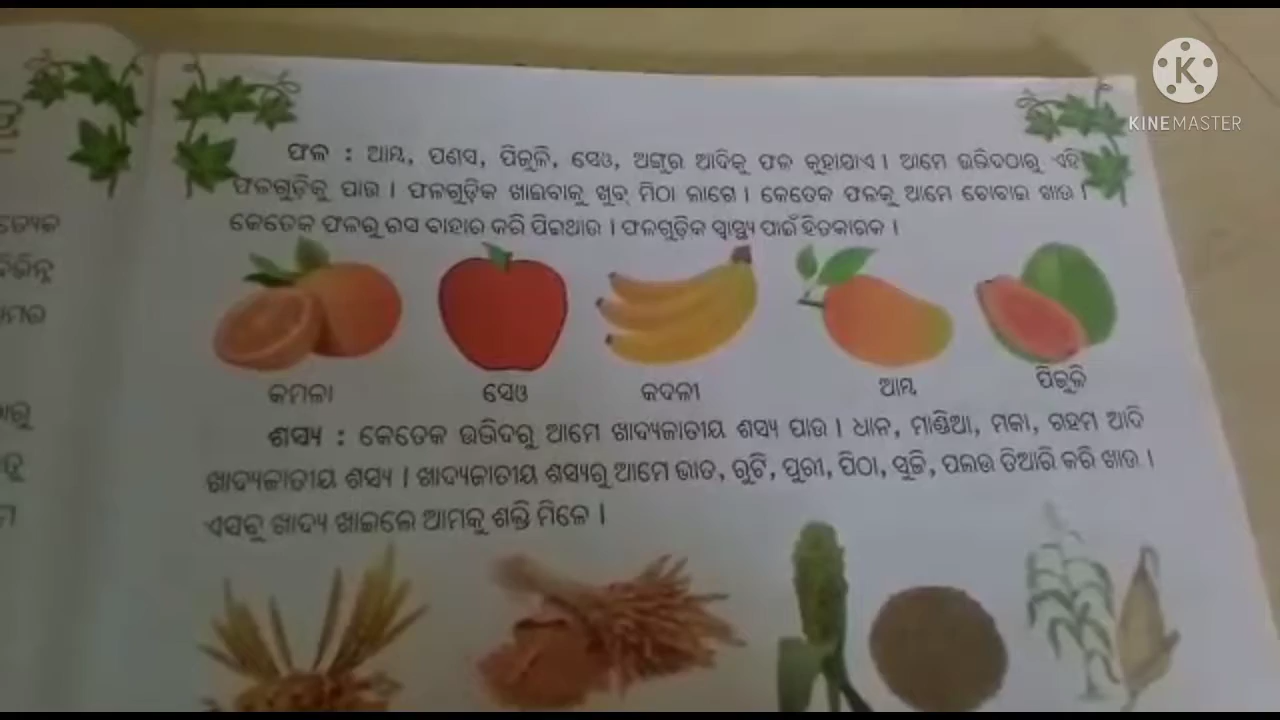 KINEMASTER
ଫଳ : ଆମ୍ବ, ପଣସ, ପିଜୁଳି, ସେଓ, ଅଙ୍ଗୁର ଆଦିକୁ ଫଳ କୁହାଯାଏ । ଆମେ ଉଦ୍ଭିଦଠାରୁ ଏହି
ଫଳଗୁଡ଼ିକୁ ପାଉ । ଫଳଗୁଡ଼ିକ ଖାଇବାକୁ ଖୁବ୍ ମିଠା ଲାଗେ । କେତେକ ଫଳକୁ ଆମେ ଚୋବାଇ ଖାଉ ।
କେତେକ ଫଳରୁ ରସ ବାହାର କରି ପିଇଥାଉ । ଫଳଗୁଡ଼ିକ ସ୍ୱାସ୍ଥ୍ୟ ପାଇଁ ହିତକାରକ ।
କମଳା ସେଓ କଦଳୀ ଆମ୍ବ ପିଜୁଳି
ଶସ୍ୟ : କେତେକ ଉଦ୍ଭିଦରୁ ଆମେ ଖାଦ୍ୟଜାତୀୟ ଶସ୍ୟ ପାଉ । ଧାନ, ମାଣ୍ଡିଆ, ମକା, ଗହମ ଆଦି
ଖାଦ୍ୟଜାତୀୟ ଶସ୍ୟ । ଖାଦ୍ୟଜାତୀୟ ଶସ୍ୟରୁ ଆମେ ଭାତ, ରୁଟି, ପୁରୀ, ପିଠା, ସୁଜି, ପଲଉ ତିଆରି କରି ଖାଉ ।
ଏସବୁ ଖାଦ୍ୟ ଖାଇଲେ ଆମକୁ ଶକ୍ତି ମିଳେ ।